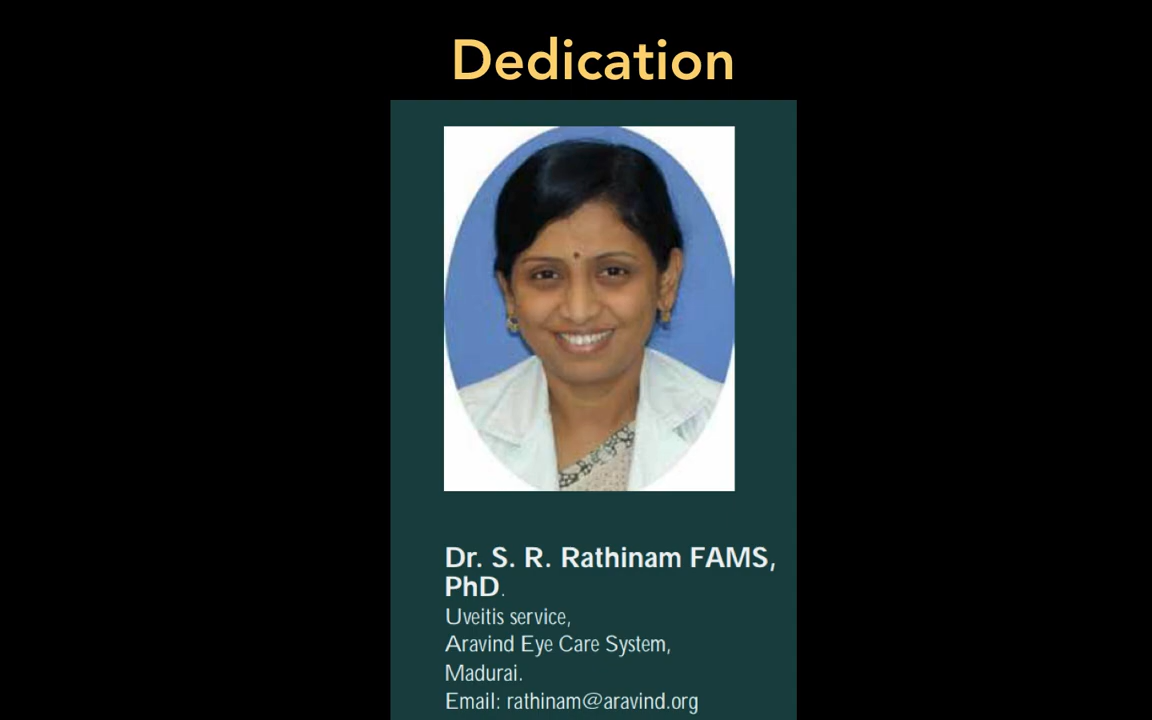 Dedication
Dr. S. R. Rathinam FAMS,
PhD.
Uveitis service,
Aravind Eye Care System,
Madurai.
Email: rathinam@aravind.org